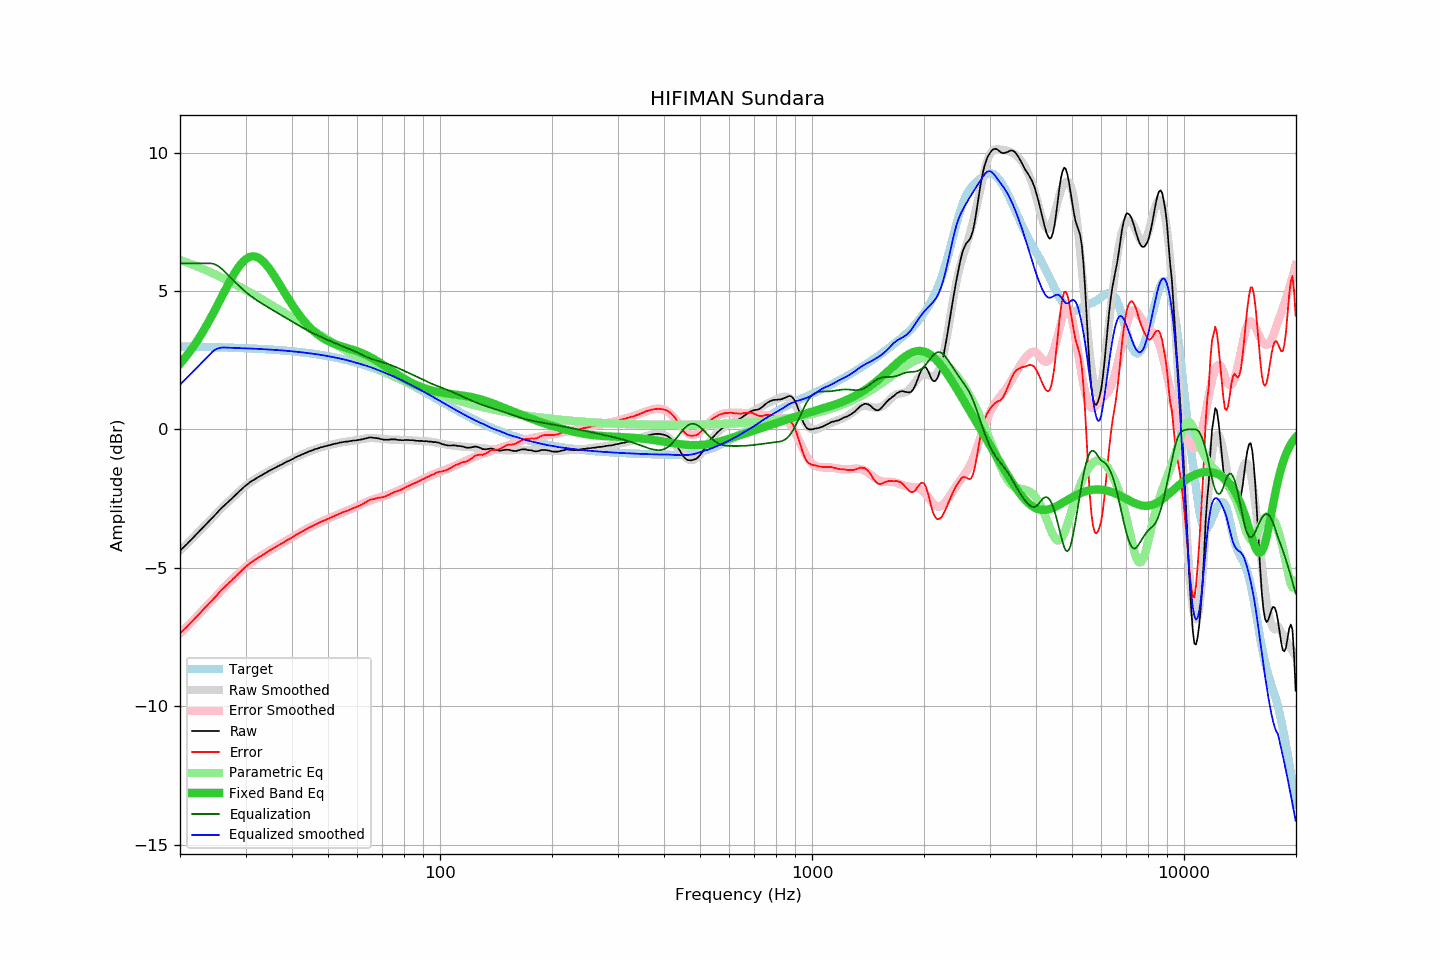 HIFIMAN Sundara
10
5
0
−5
−10
−15
Amplitude (dBr)
Target
Raw Smoothed
Error Smoothed
Raw
Error
Parametric Eq
Fixed Band Eq
Equalization
Equalized smoothed
100
1000
10000
Frequency (Hz)